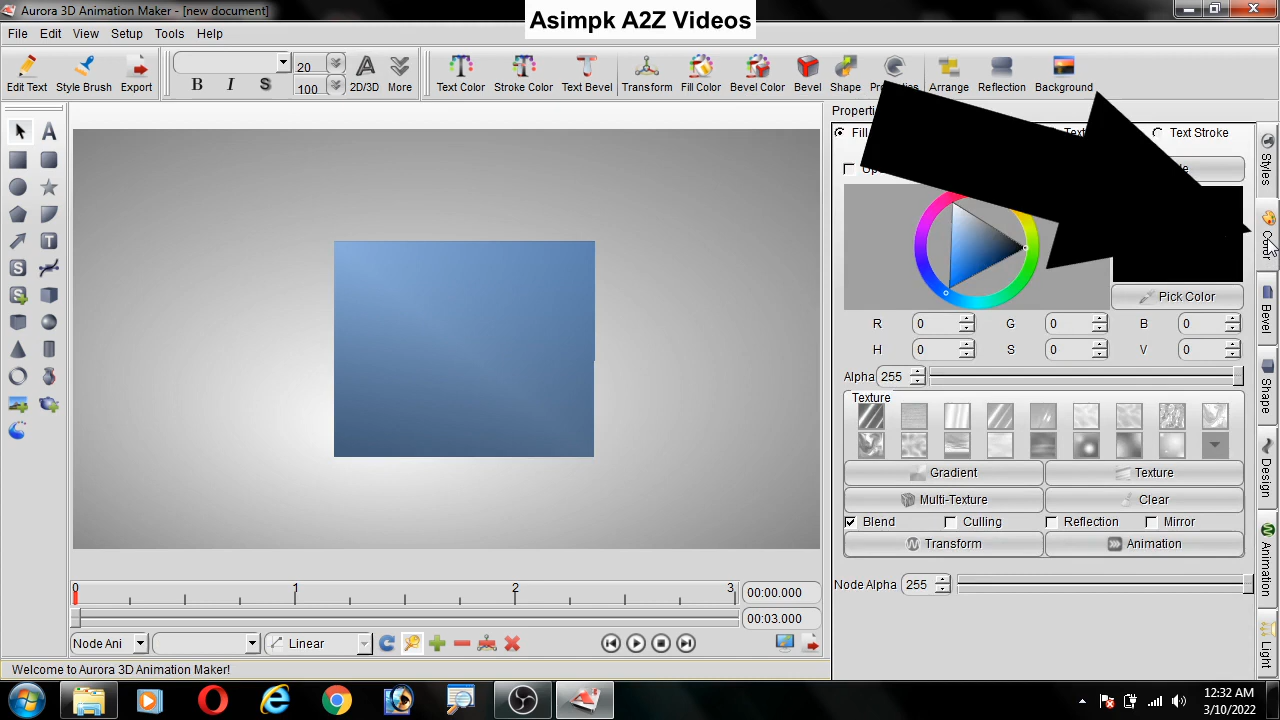 Aurora 3D Animation Maker - [new document]
Asimpk A2Z Videos
File Edit View Setup Tools Help
20
100
B I S
Edit Text Style Brush Export 2D/3D More Text Color Stroke Color Text Bevel Transform Fill Color Bevel Color Bevel Shape Properties Arrange Reflection Background
Fill Text Stroke
Pick Color
R 0 G 0 B 0
H 0 S 0 V 0
Alpha 255
Texture
Gradient Texture
Multi-Texture Clear
Blend Culling Reflection Mirror
Transform Animation
Node Alpha 255
Styles
Color
Bevel
Shape
Design
Animation
Light
0 1 2 3
00:00.000
00:03.000
Node Ani Linear
Welcome to Aurora 3D Animation Maker!
12:32 AM
3/10/2022